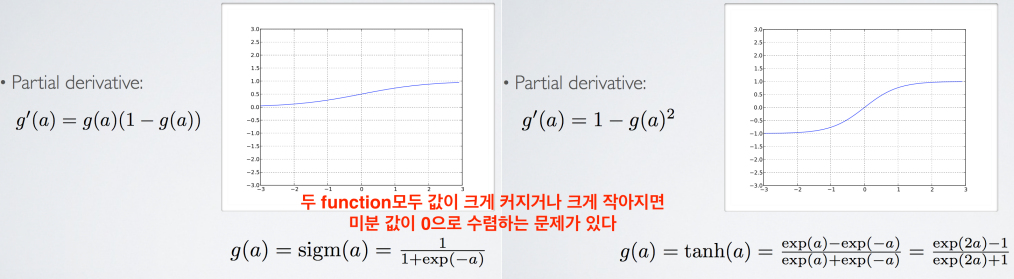 • Partial derivative:
g′(a) = g(a)(1 − g(a))
3.0
2.5
2.0
1.5
1.0
0.5
0.0
−0.5
−1.0
−1.5
−2.0
−2.5
−3.0
−3 −2 −1 0 1 2 3
• Partial derivative:
g′(a) = 1 − g(a)²
3.0
2.5
2.0
1.5
1.0
0.5
0.0
−0.5
−1.0
−1.5
−2.0
−2.5
−3.0
−3 −2 −1 0 1 2 3
두 function모두 값이 크게 커지거나 크게 작아지면
미분 값이 0으로 수렴하는 문제가 있다
g(a) = sigm(a) = 1/(1+exp(−a))
g(a) = tanh(a) = (exp(a)−exp(−a))/(exp(a)+exp(−a)) = (exp(2a)−1)/(exp(2a)+1)